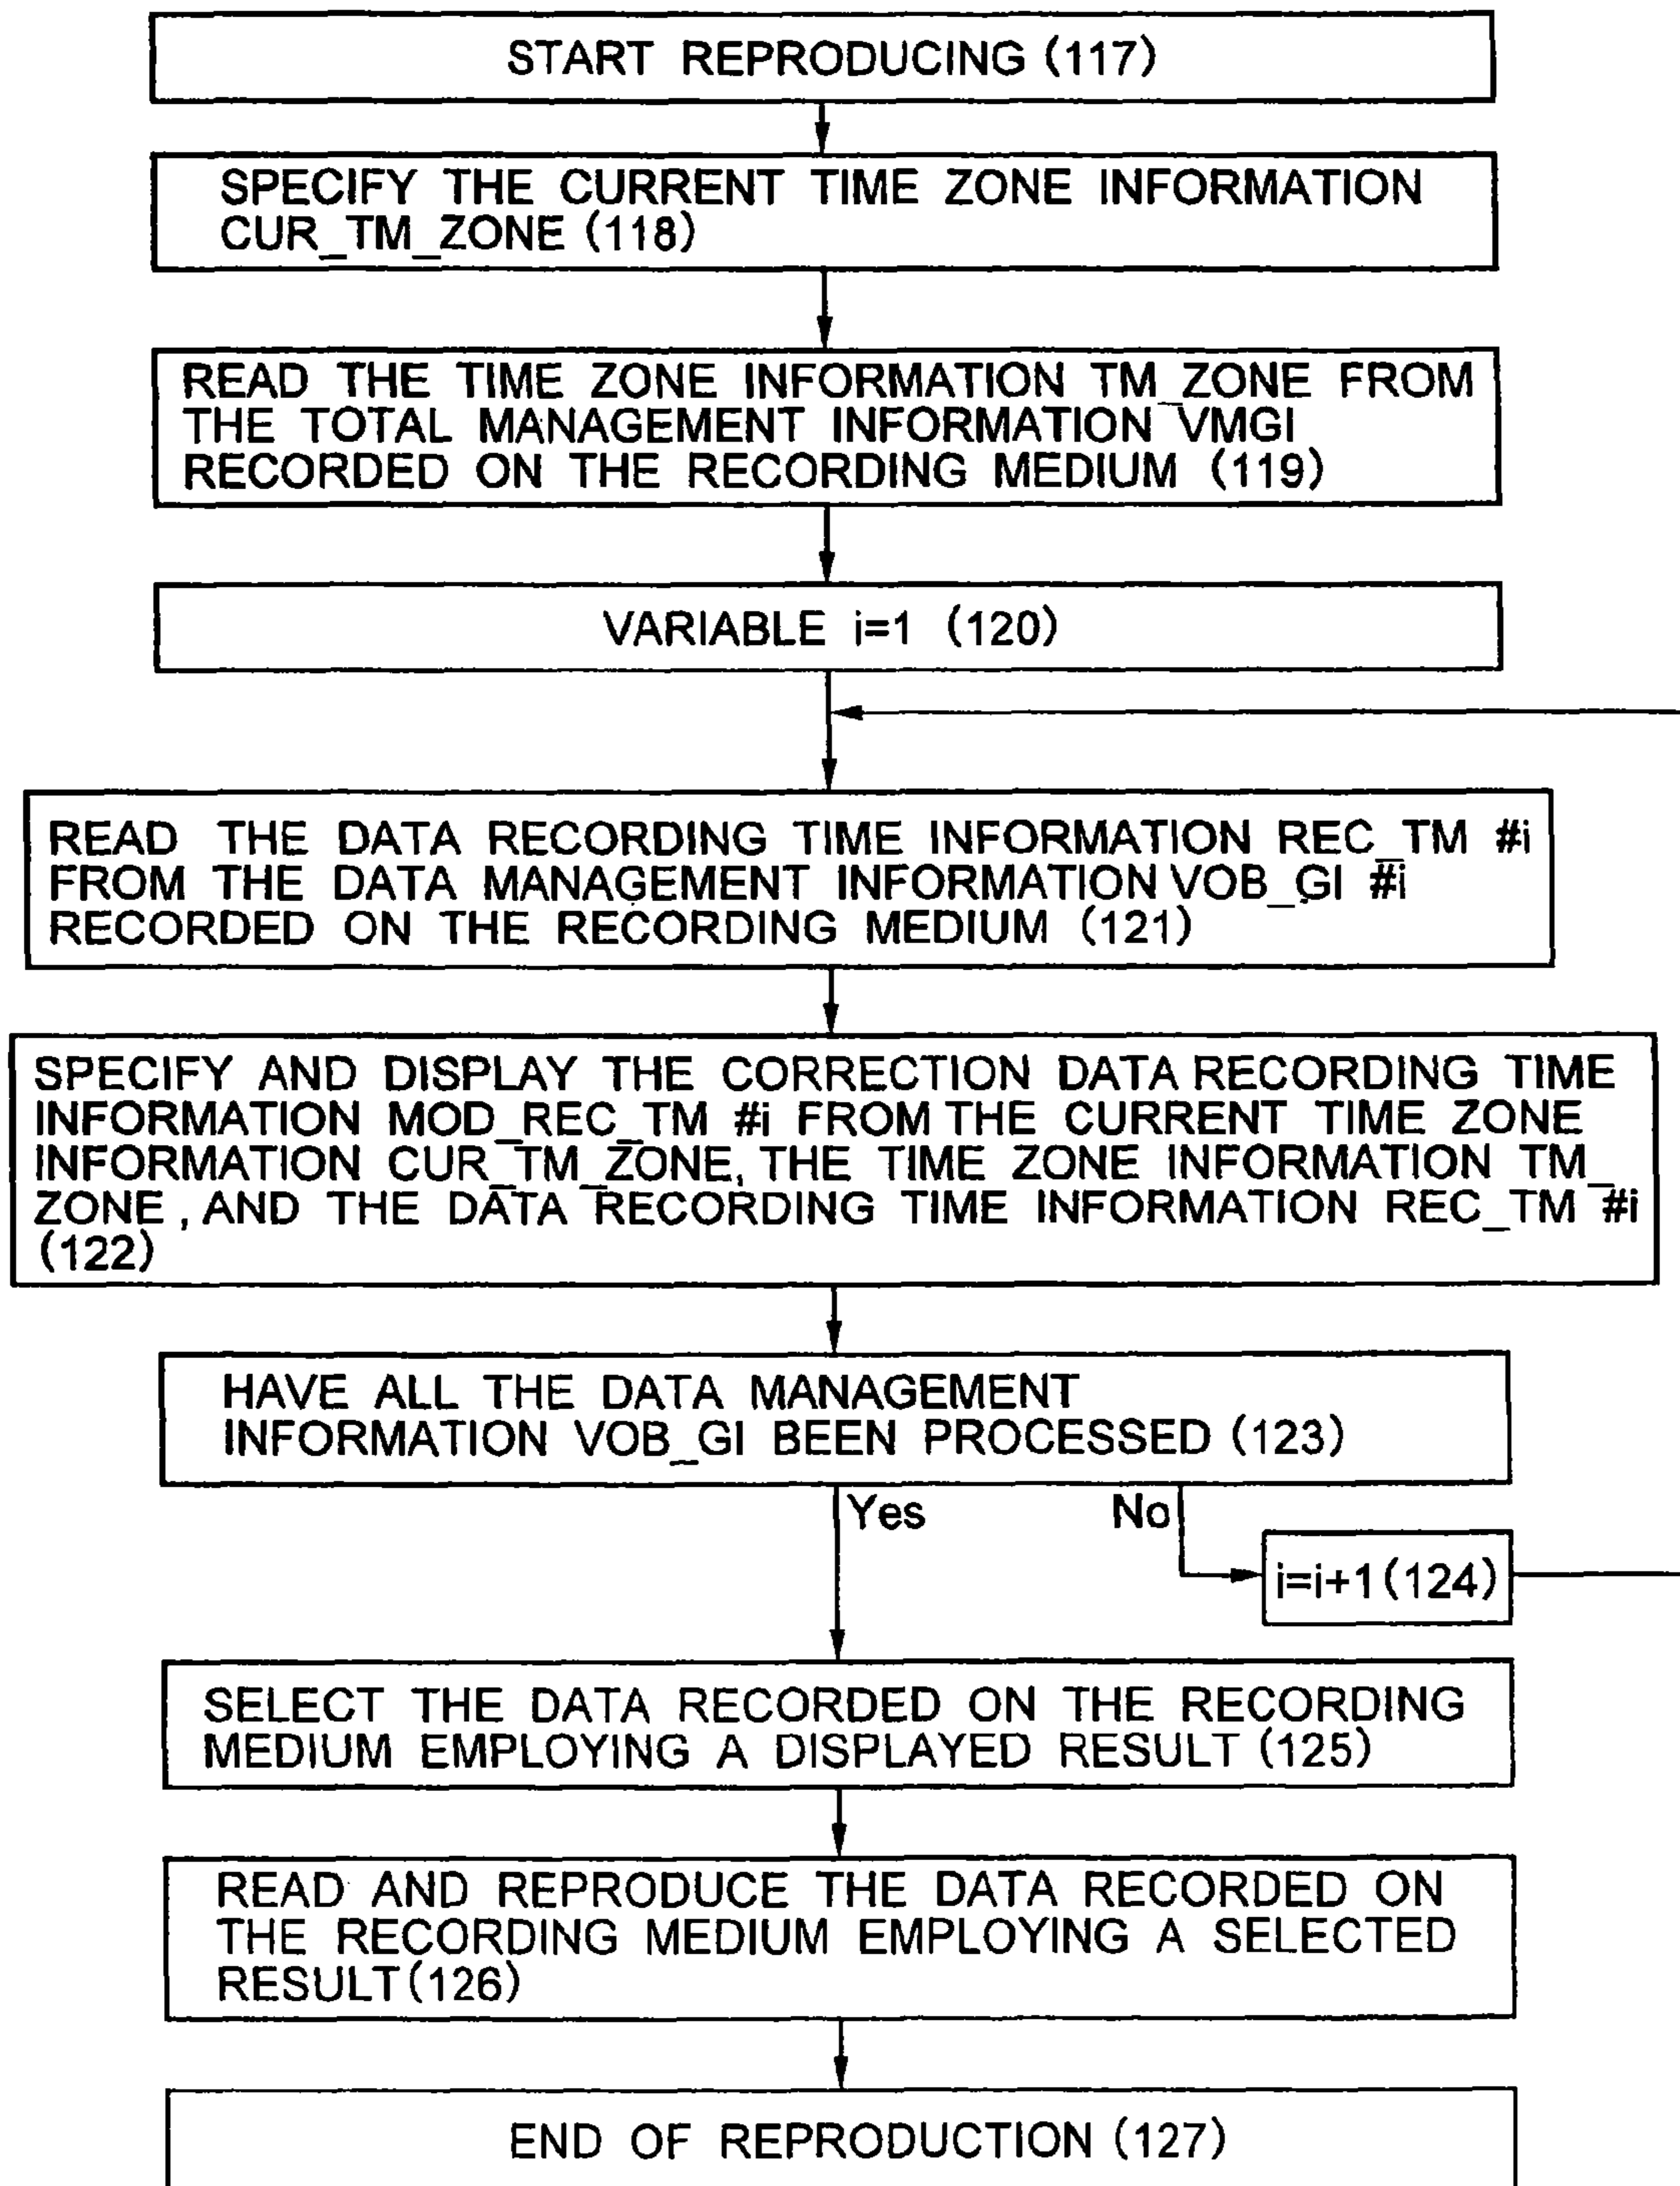 START REPRODUCING (117)
SPECIFY THE CURRENT TIME ZONE INFORMATION
CUR_TM_ZONE (118)
READ THE TIME ZONE INFORMATION TM_ZONE FROM
THE TOTAL MANAGEMENT INFORMATION VMGI
RECORDED ON THE RECORDING MEDIUM (119)
VARIABLE i=1 (120)
READ THE DATA RECORDING TIME INFORMATION REC_TM #i
FROM THE DATA MANAGEMENT INFORMATION VOB_GI #i
RECORDED ON THE RECORDING MEDIUM (121)
SPECIFY AND DISPLAY THE CORRECTION DATA RECORDING TIME
INFORMATION MOD_REC_TM #i FROM THE CURRENT TIME ZONE
INFORMATION CUR_TM_ZONE, THE TIME ZONE INFORMATION TM_
ZONE , AND THE DATA RECORDING TIME INFORMATION REC_TM #i
(122)
HAVE ALL THE DATA MANAGEMENT
INFORMATION VOB_GI BEEN PROCESSED (123)
Yes
No
i=i+1 (124)
SELECT THE DATA RECORDED ON THE RECORDING
MEDIUM EMPLOYING A DISPLAYED RESULT (125)
READ AND REPRODUCE THE DATA RECORDED ON
THE RECORDING MEDIUM EMPLOYING A SELECTED
RESULT (126)
END OF REPRODUCTION (127)